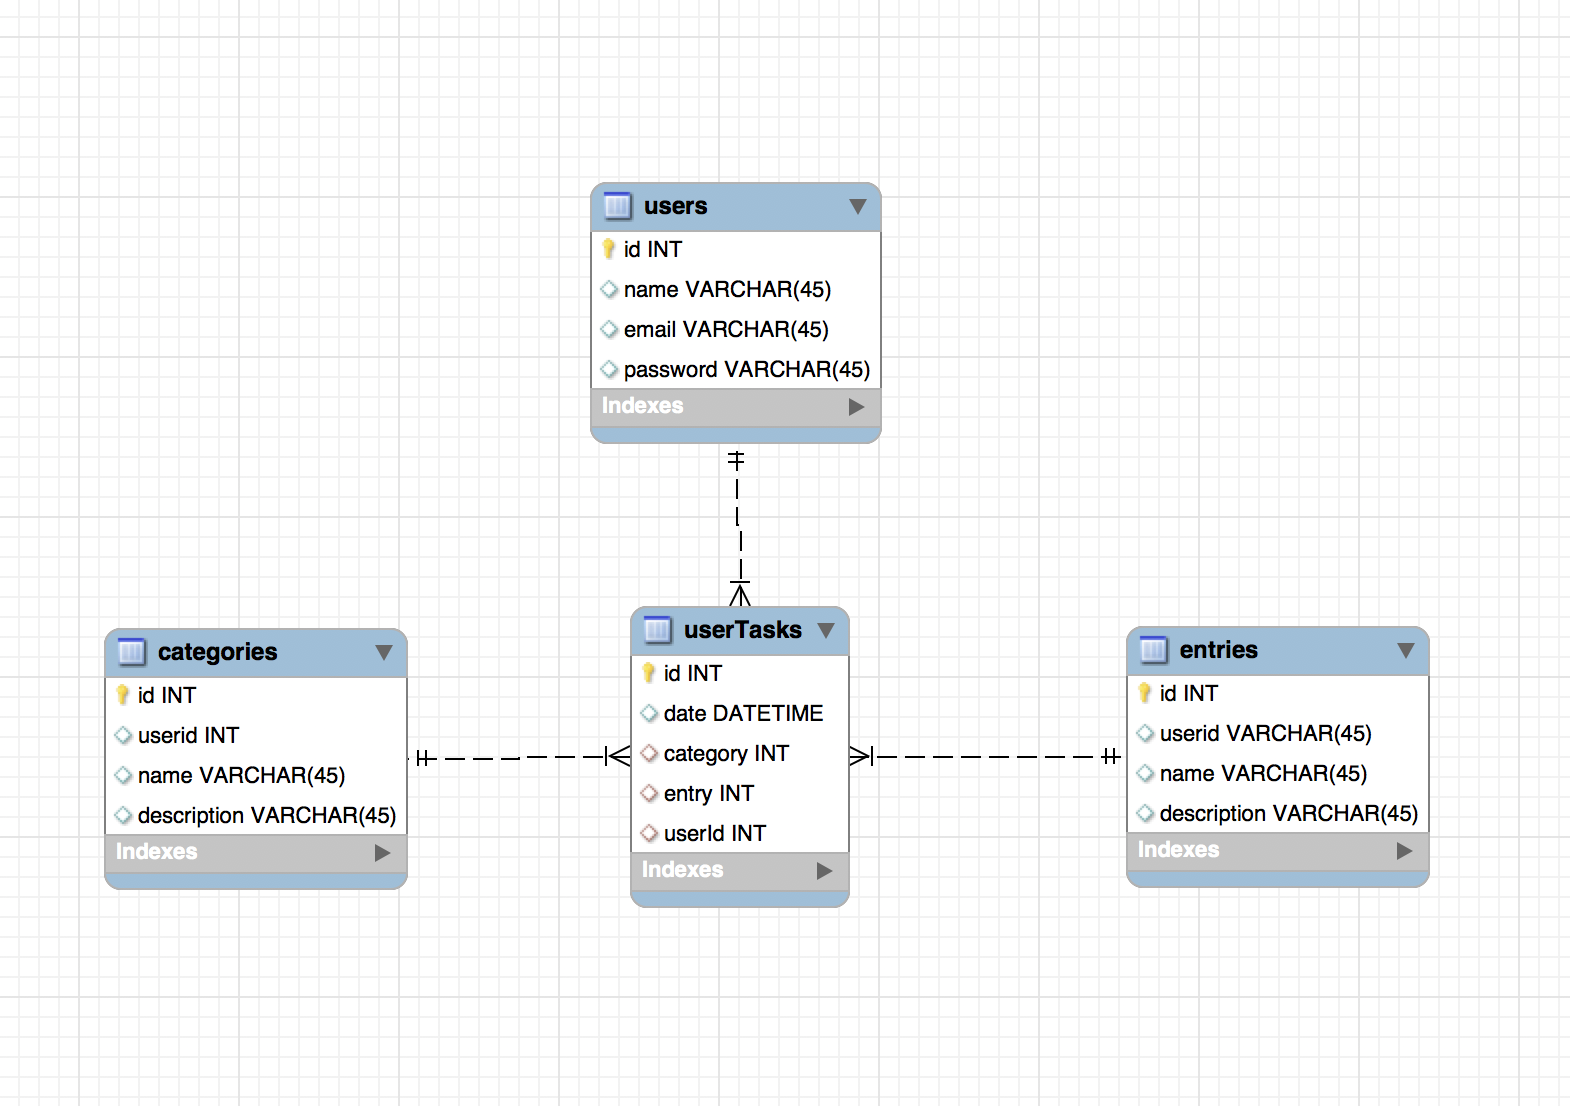 users
id INT
name VARCHAR(45)
email VARCHAR(45)
password VARCHAR(45)
Indexes
categories
id INT
userid INT
name VARCHAR(45)
description VARCHAR(45)
Indexes
userTasks
id INT
date DATETIME
category INT
entry INT
userId INT
Indexes
entries
id INT
userid VARCHAR(45)
name VARCHAR(45)
description VARCHAR(45)
Indexes